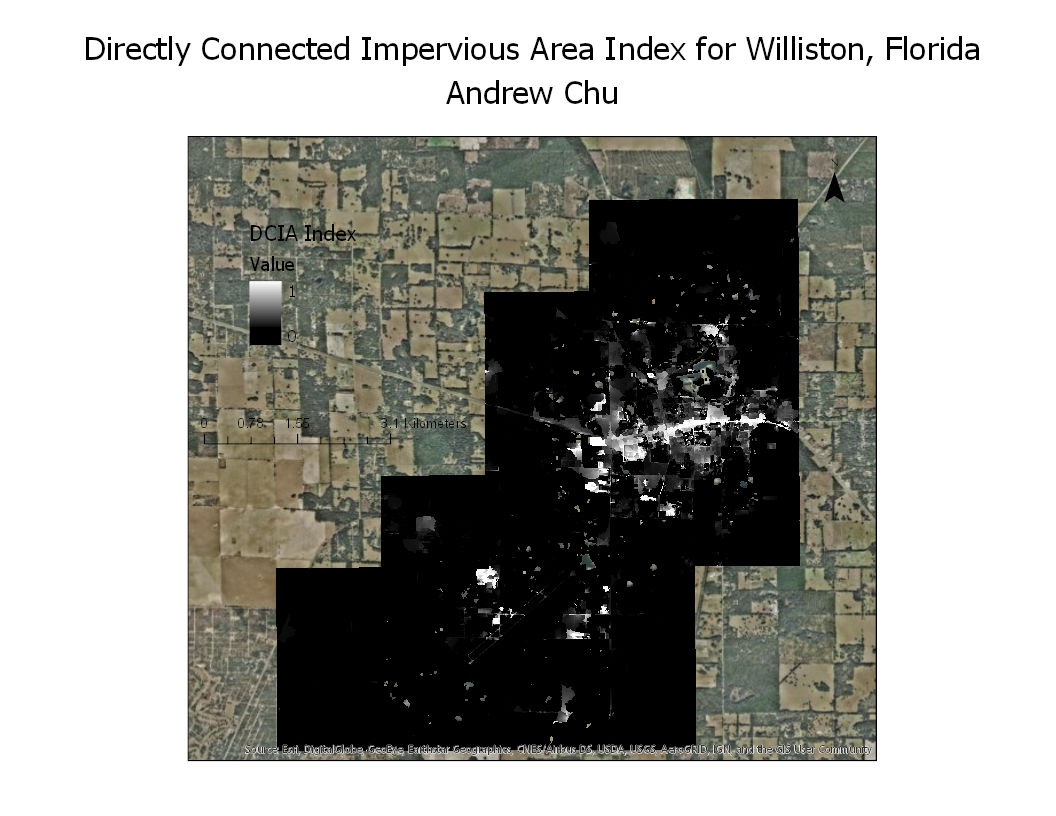 Directly Connected Impervious Area Index for Williston, Florida
Andrew Chu
N
DCIA Index
Value
1
0
0 0.78 1.55 3.1 Kilometers
Source: Esri, DigitalGlobe, GeoEye, Earthstar Geographics, CNES/Airbus DS, USDA, USGS, AeroGRID, IGN, and the GIS User Community